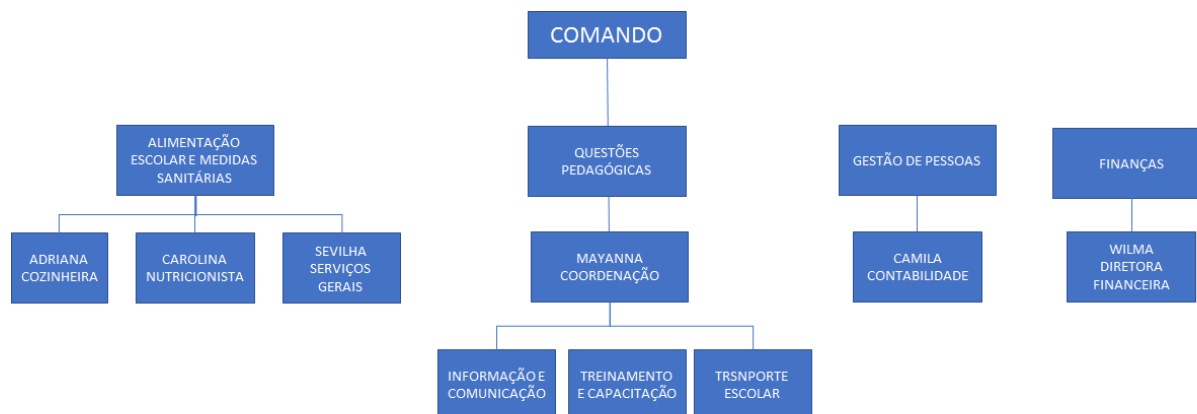 COMANDO
ALIMENTAÇÃO
ESCOLAR E MEDIDAS
SANITÁRIAS
QUESTÕES
PEDAGÓGICAS
GESTÃO DE PESSOAS
FINANÇAS
ADRIANA
COZINHEIRA
CAROLINA
NUTRICIONISTA
SEVILHA
SERVIÇOS
GERAIS
MAYANNA
COORDENAÇÃO
CAMILA
CONTABILIDADE
WILMA
DIRETORA
FINANCEIRA
INFORMAÇÃO E
COMUNICAÇÃO
TREINAMENTO
E CAPACITAÇÃO
TRSNPORTE
ESCOLAR